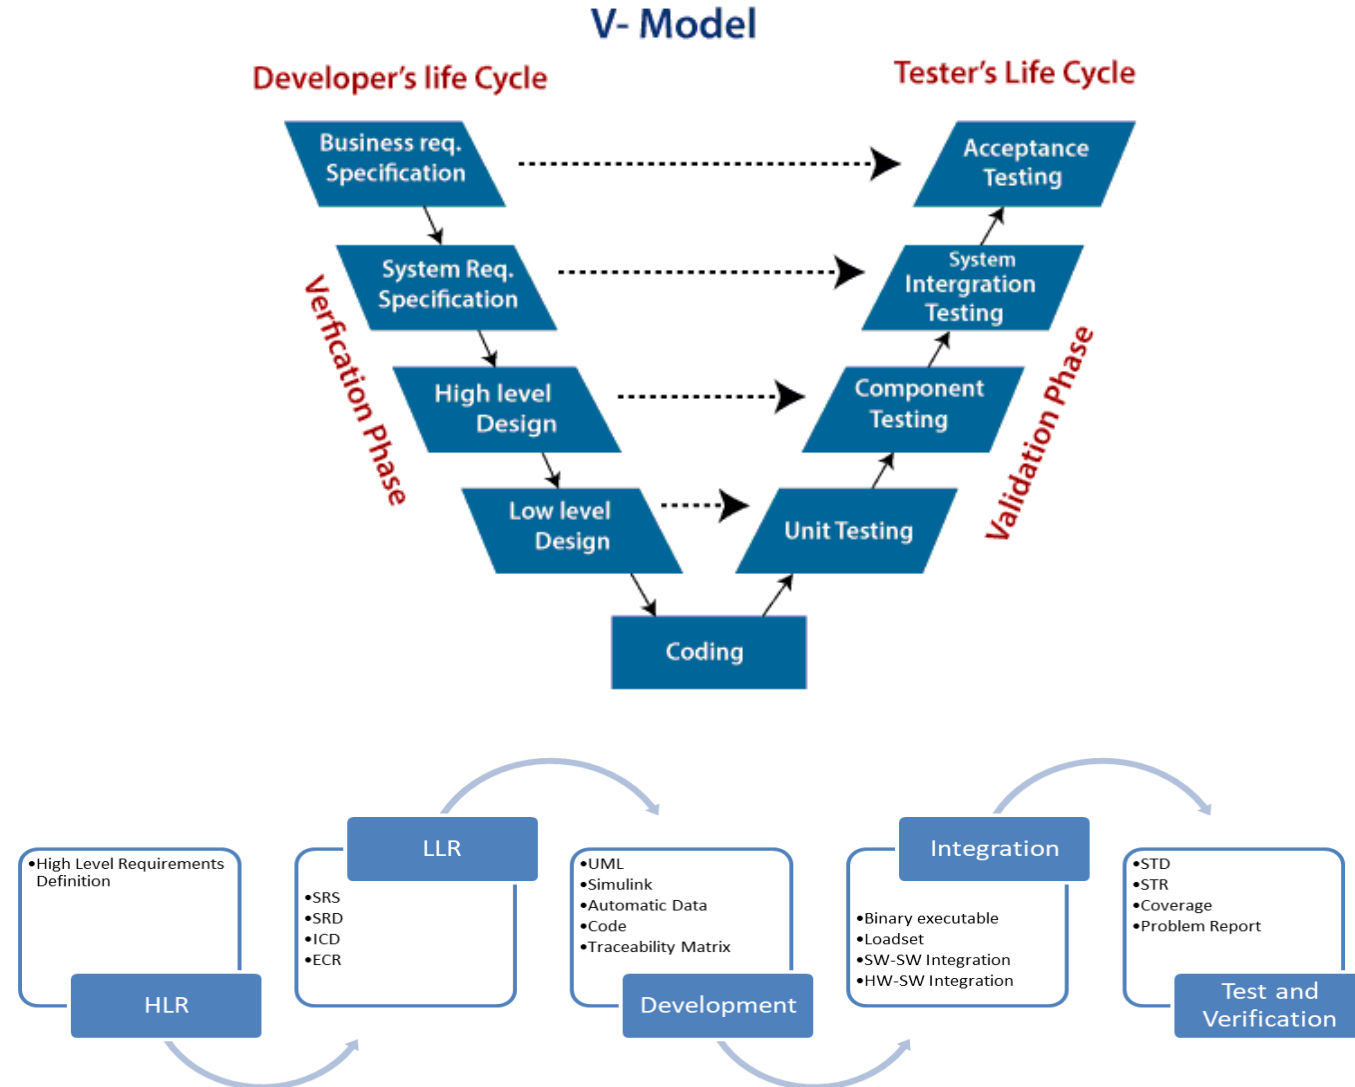 V- Model
Developer's life Cycle
Tester's Life Cycle
Business req.
Specification
Acceptance
Testing
System Req.
Specification
System
Intergration
Testing
Verfication Phase
Validation Phase
High level
Design
Component
Testing
Low level
Design
Unit Testing
Coding
•High Level Requirements
Definition
HLR
LLR
•SRS
•SRD
•ICD
•ECR
•UML
•Simulink
•Automatic Data
•Code
•Traceability Matrix
Development
Integration
•Binary executable
•Loadset
•SW-SW Integration
•HW-SW Integration
•STD
•STR
•Coverage
•Problem Report
Test and
Verification